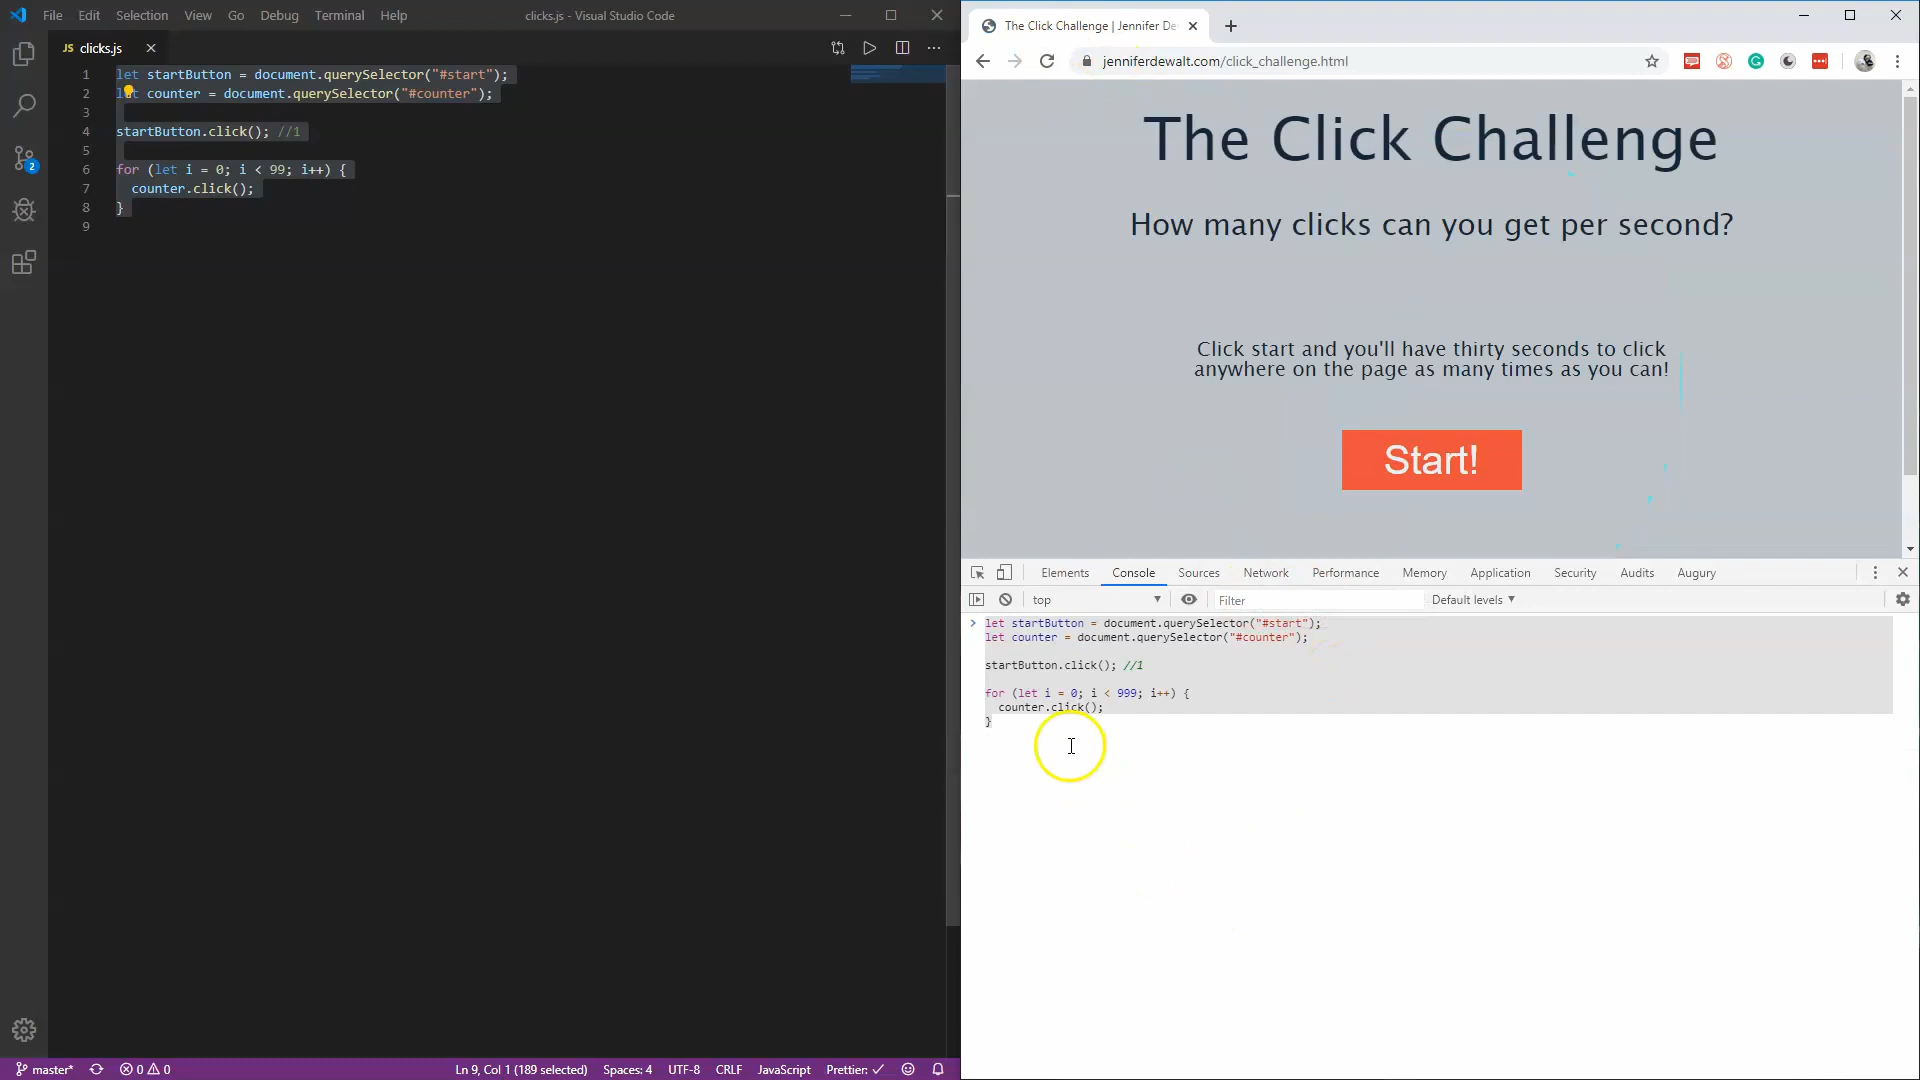 File Edit Selection View Go Debug Terminal Help
clicks.js - Visual Studio Code
JS clicks.js
1 let startButton = document.querySelector("#start");
2 let counter = document.querySelector("#counter");
3
4 startButton.click(); //1
5
6 for (let i = 0; i < 99; i++) {
7 counter.click();
8 }
9
2
master* 0 0 Ln 9, Col 1 (189 selected) Spaces: 4 UTF-8 CRLF JavaScript Prettier: ✓
The Click Challenge | Jennifer De
jenniferdewalt.com/click_challenge.html
The Click Challenge
How many clicks can you get per second?
Click start and you'll have thirty seconds to click
anywhere on the page as many times as you can!
Start!
Elements Console Sources Network Performance Memory Application Security Audits Augury
top Filter Default levels
let startButton = document.querySelector("#start");
let counter = document.querySelector("#counter");
startButton.click(); //1
for (let i = 0; i < 999; i++) {
counter.click();
}